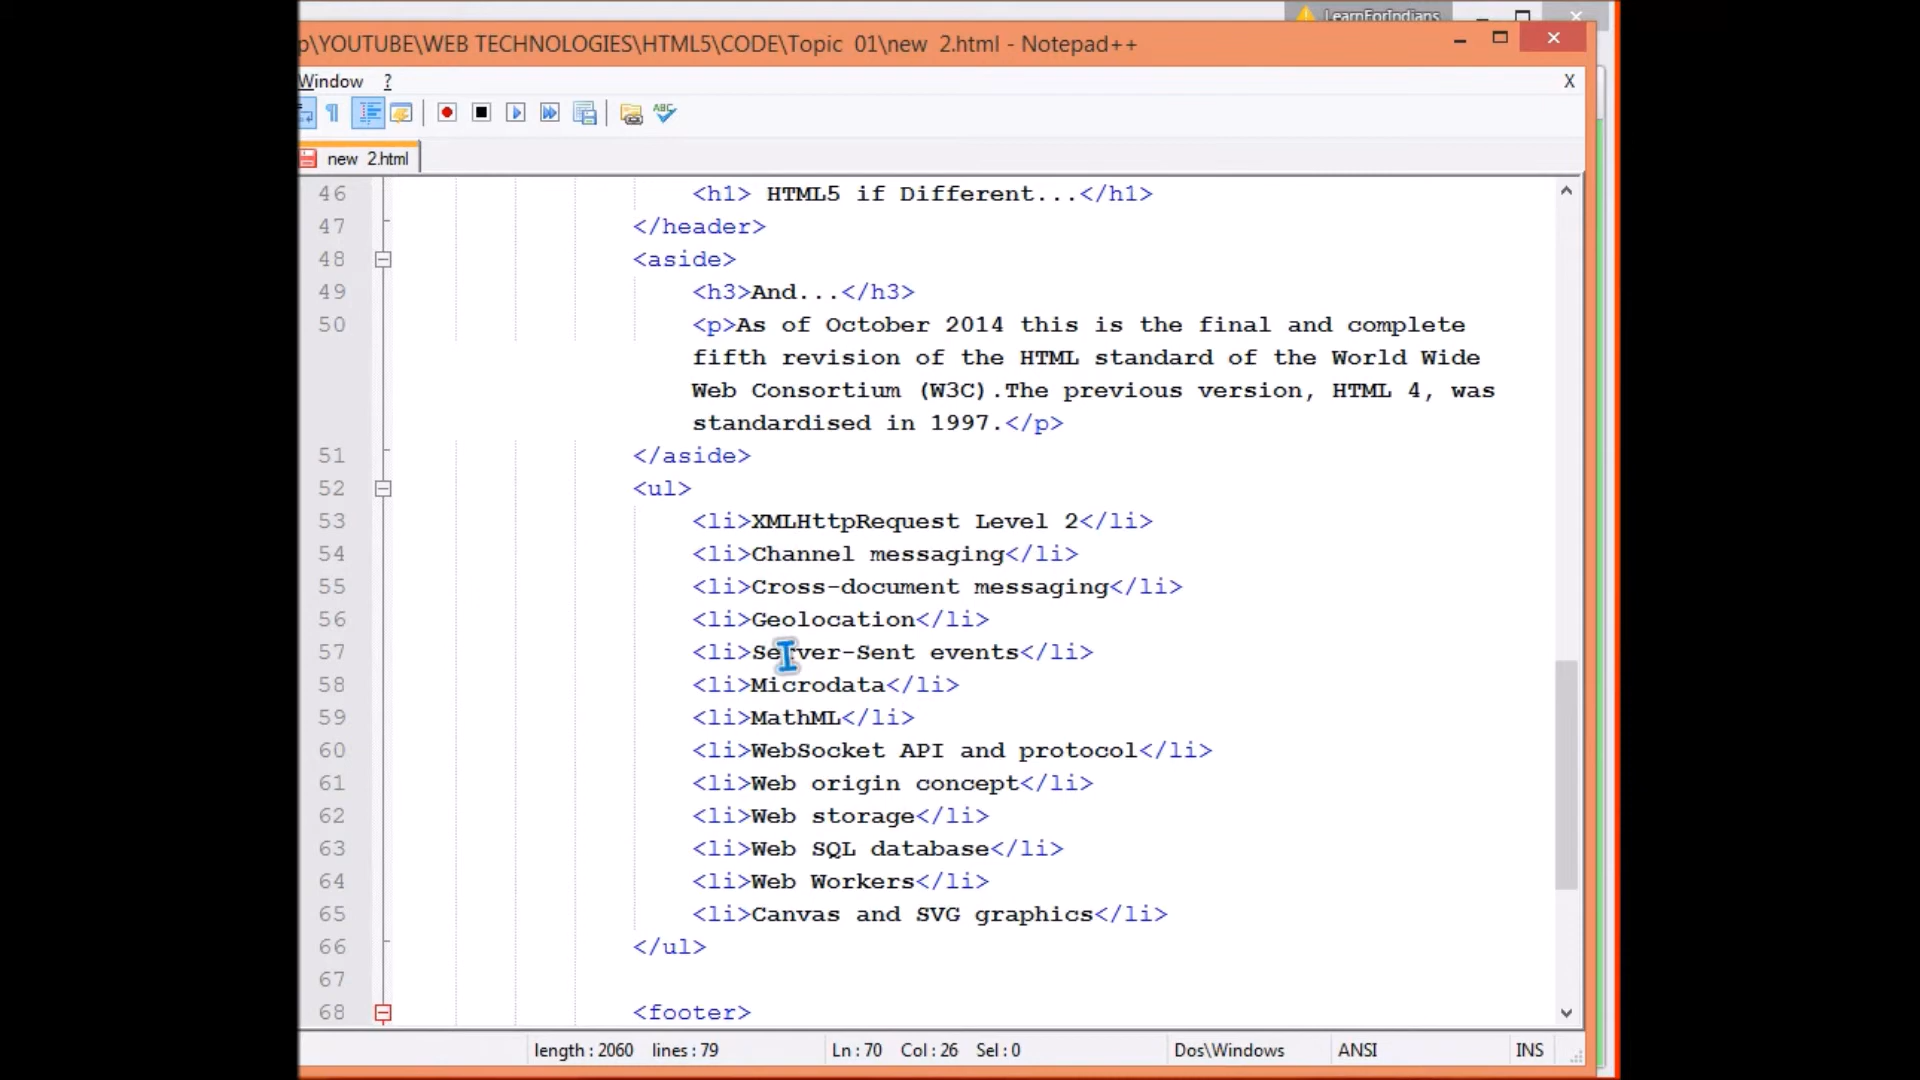 LearnForIndians
p\YOUTUBE\WEB TECHNOLOGIES\HTML5\CODE\Topic 01\new 2.html - Notepad++
Window ? X
ABC
new 2.html
46 <h1> HTML5 if Different...</h1>
47 </header>
48 <aside>
49 <h3>And...</h3>
50 <p>As of October 2014 this is the final and complete
fifth revision of the HTML standard of the World Wide
Web Consortium (W3C).The previous version, HTML 4, was
standardised in 1997.</p>
51 </aside>
52 <ul>
53 <li>XMLHttpRequest Level 2</li>
54 <li>Channel messaging</li>
55 <li>Cross-document messaging</li>
56 <li>Geolocation</li>
57 <li>Server-Sent events</li>
58 <li>Microdata</li>
59 <li>MathML</li>
60 <li>WebSocket API and protocol</li>
61 <li>Web origin concept</li>
62 <li>Web storage</li>
63 <li>Web SQL database</li>
64 <li>Web Workers</li>
65 <li>Canvas and SVG graphics</li>
66 </ul>
67
68 <footer>
length : 2060 lines : 79 Ln : 70 Col : 26 Sel : 0 Dos\Windows ANSI INS